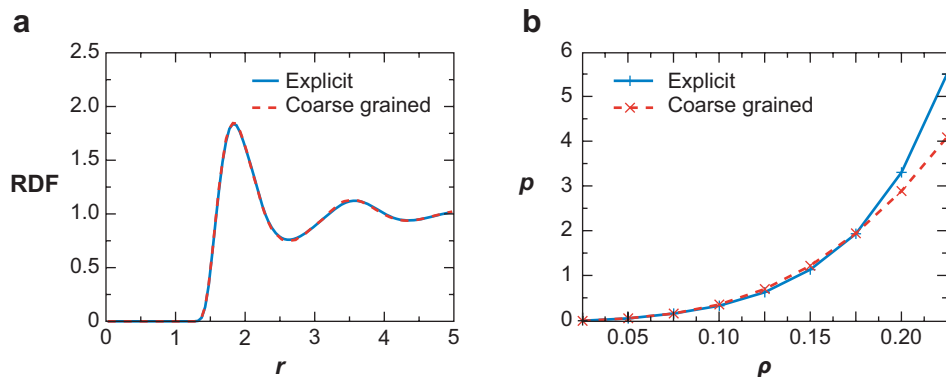 a
2.5
2.0
1.5
1.0
0.5
0
RDF
Explicit
Coarse grained
0 1 2 3 4 5
r
b
6
5
4
3
2
1
0
p
Explicit
Coarse grained
0.05 0.10 0.15 0.20
ρ